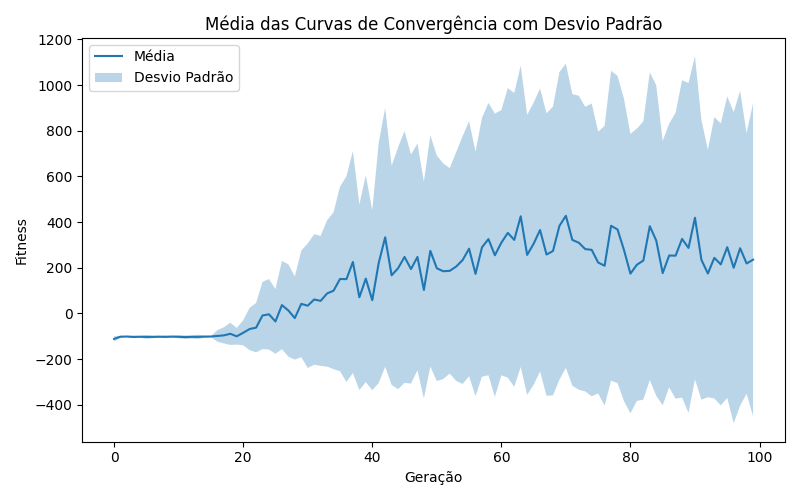 Média das Curvas de Convergência com Desvio Padrão
Média
Desvio Padrão
Fitness
1200
1000
800
600
400
200
0
−200
−400
0 20 40 60 80 100
Geração